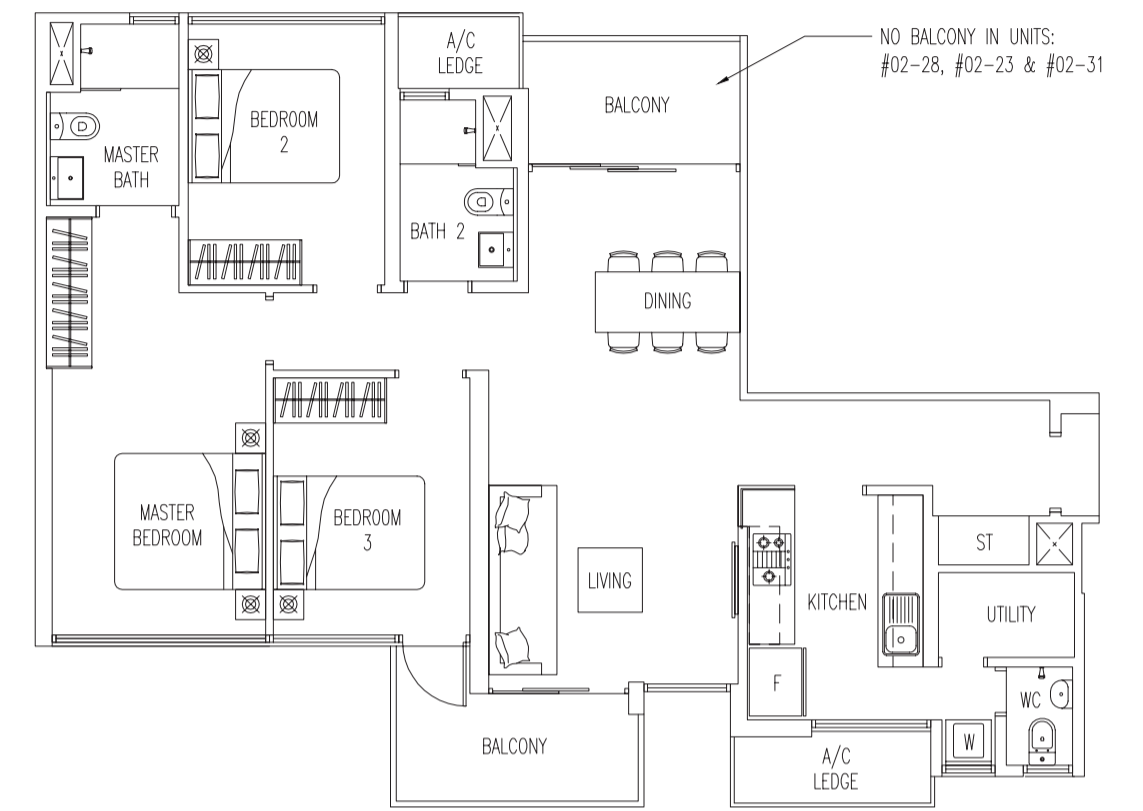 A/C
LEDGE
NO BALCONY IN UNITS:
#02-28, #02-23 & #02-31
BALCONY
BEDROOM
2
MASTER
BATH
BATH 2
DINING
MASTER
BEDROOM
BEDROOM
3
LIVING
KITCHEN
ST
UTILITY
F
WC
W
BALCONY
A/C
LEDGE